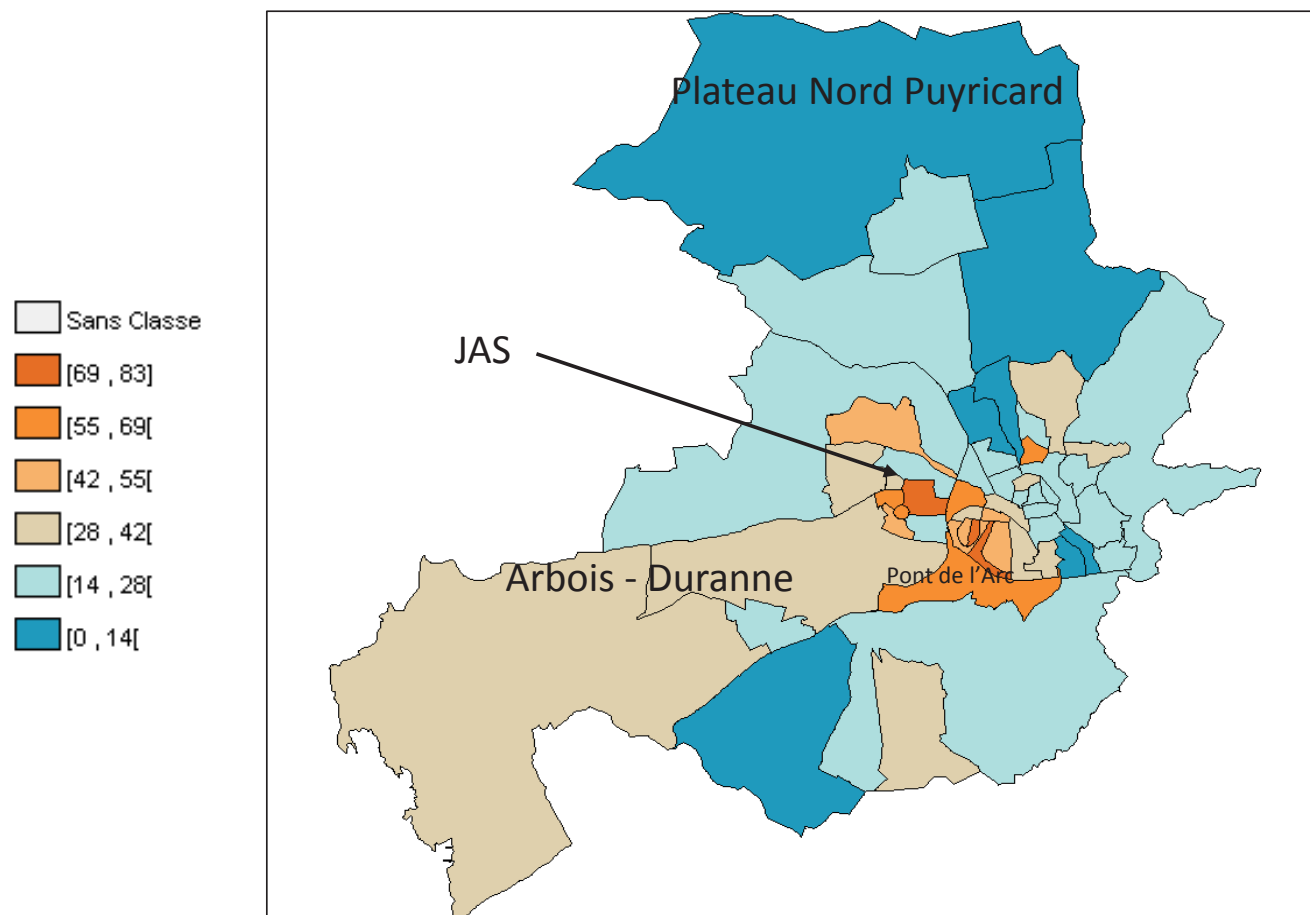 Plateau Nord Puyricard
Sans Classe
[69 , 83]
[55 , 69[
[42 , 55[
[28 , 42[
[14 , 28[
[0 , 14[
JAS
Arbois - Duranne
Pont de l'Arc